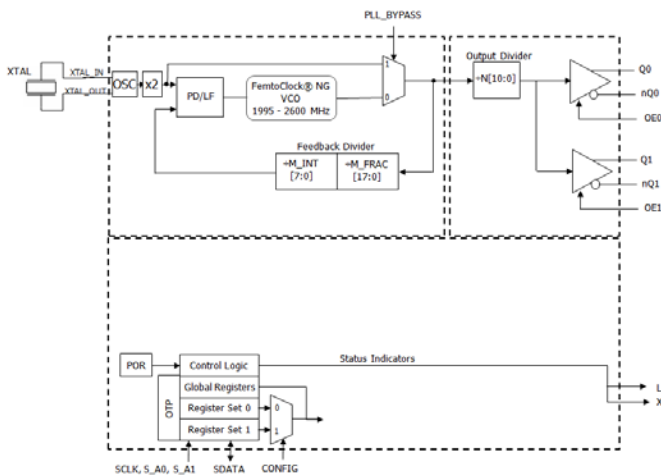 PLL_BYPASS
XTAL
XTAL_IN
XTAL_OUT
OSC
x2
PD/LF
FemtoClock® NG
VCO
1995 - 2600 MHz
1
0
Output Divider
÷N[10:0]
Q0
nQ0
OE0
Feedback Divider
÷M_INT
[7:0]
÷M_FRAC
[17:0]
Q1
nQ1
OE1
POR
OTP
Control Logic
Global Registers
Register Set 0
Register Set 1
0
1
Status Indicators
L
X
SCLK, S_A0, S_A1
SDATA
CONFIG